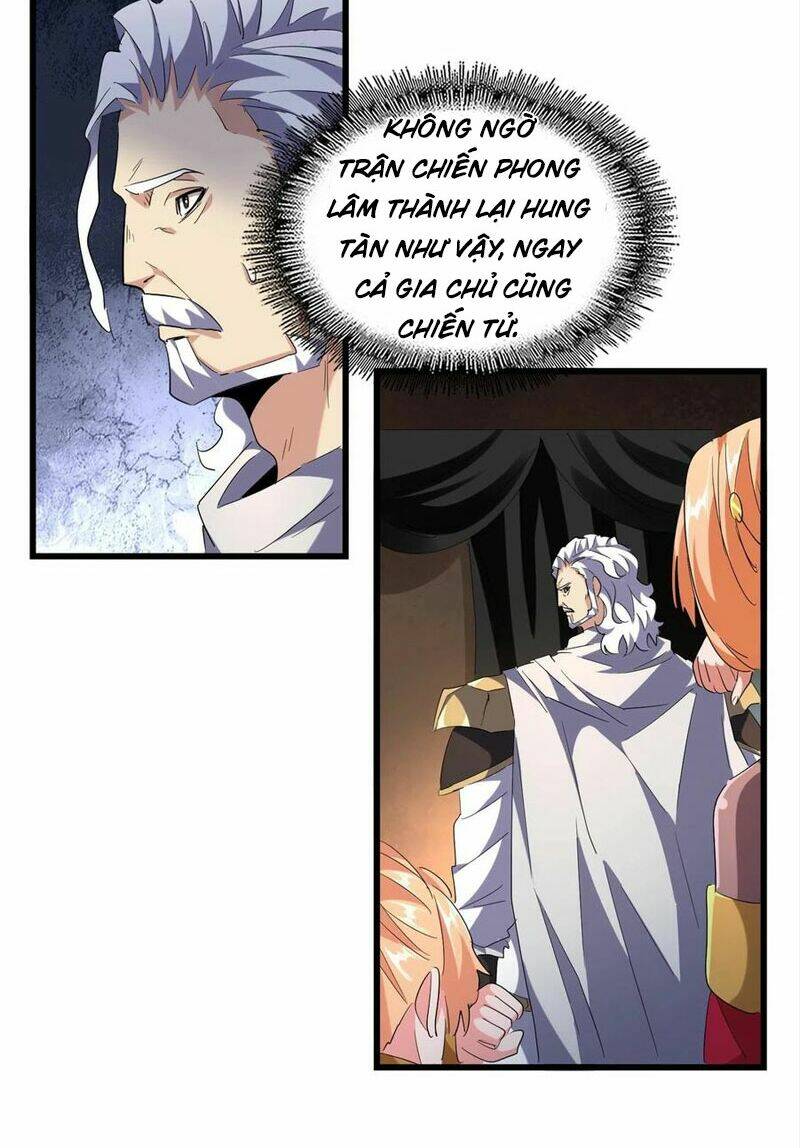 KHÔNG NGỜ
TRẬN CHIẾN PHONG
LÂM THÀNH LẠI HUNG
TÀN NHƯ VẬY, NGAY
CẢ GIA CHỦ CŨNG
CHIẾN TỬ.